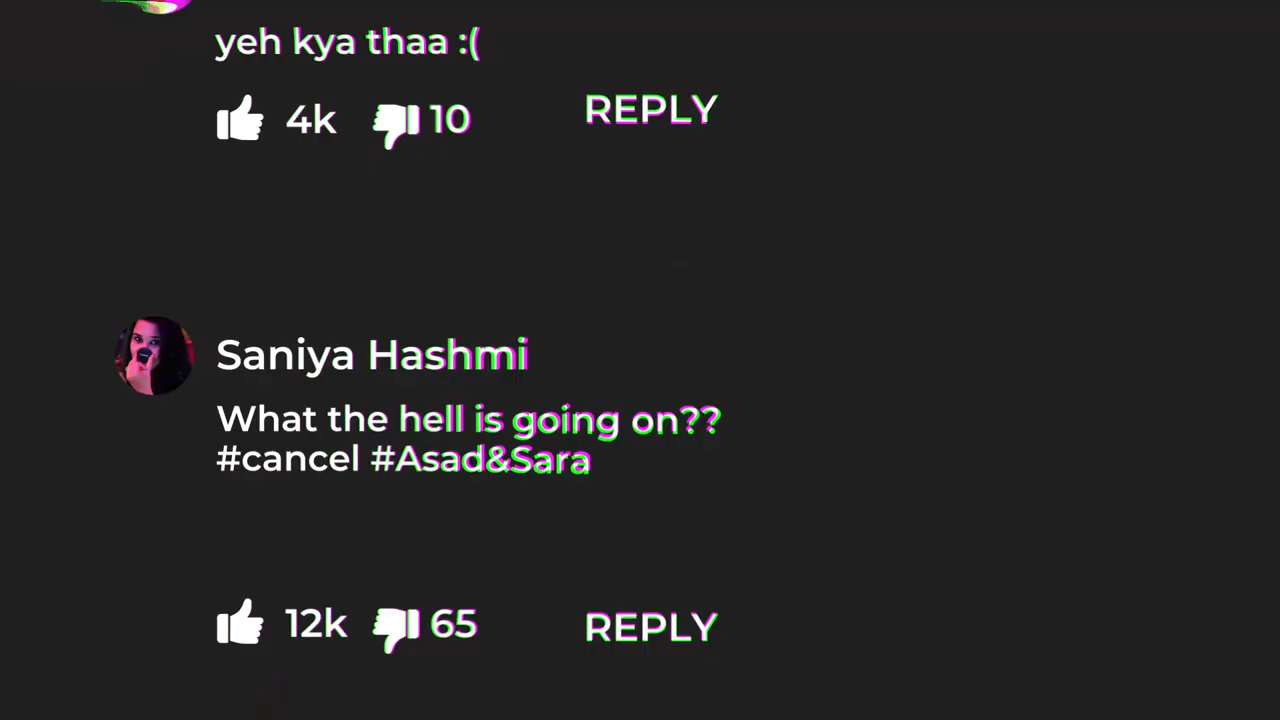 yeh kya thaa :(
4k 10 REPLY
Saniya Hashmi
What the hell is going on??
#cancel #Asad&Sara
12k 65 REPLY